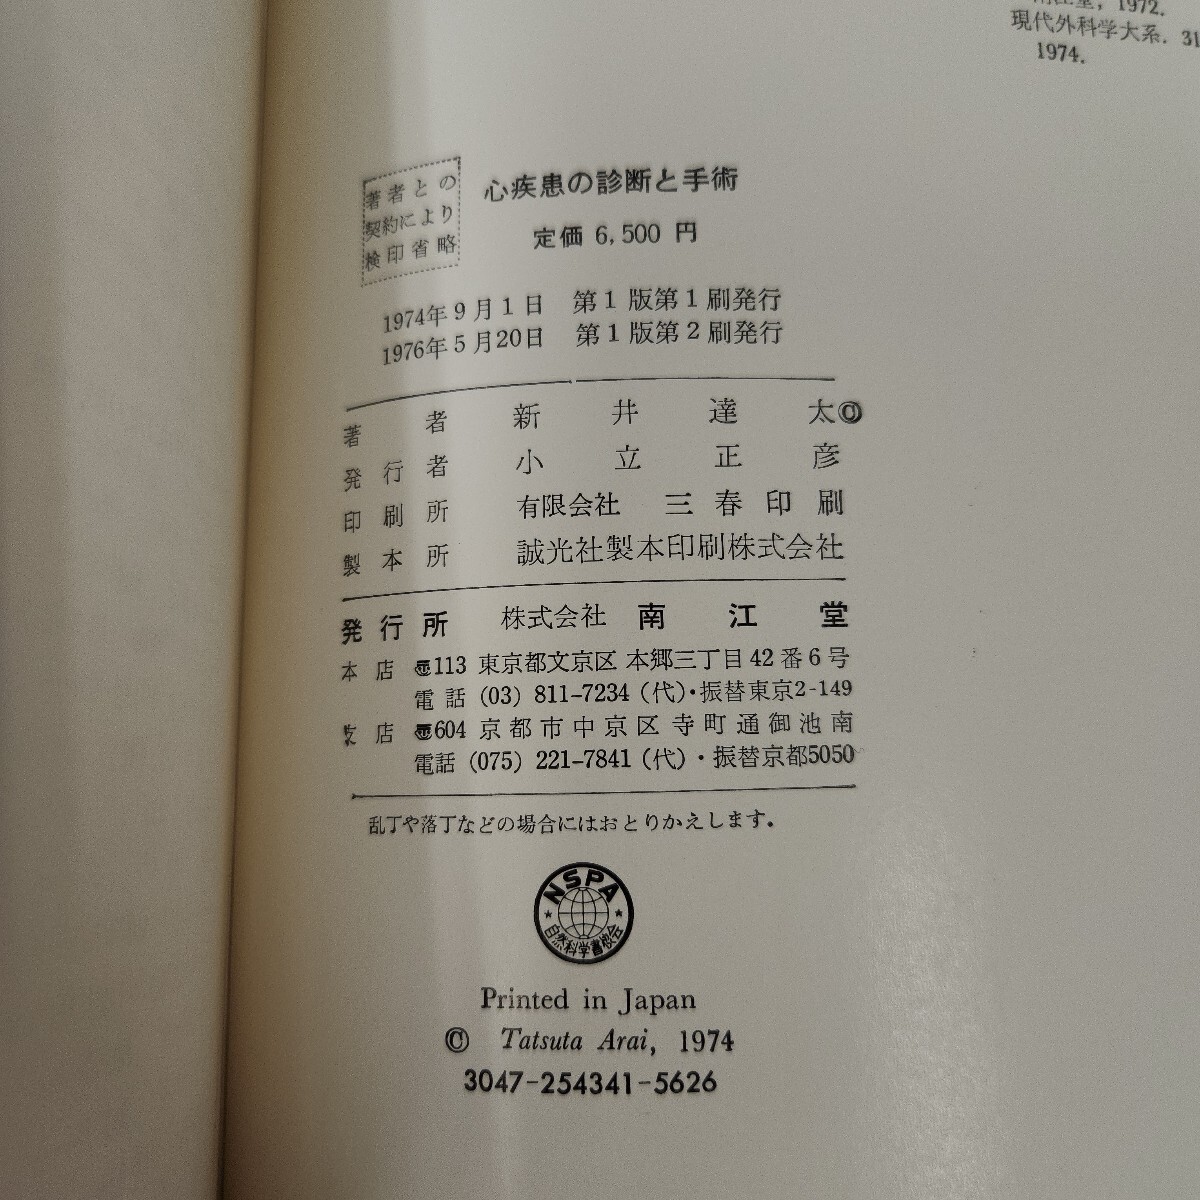 1972.
現代外科学大系. 31
1974.
著者との
契約により
検印省略
心疾患の診断と手術
定価 6,500 円
1974年9月1日 第1版第1刷発行
1976年5月20日 第1版第2刷発行
著者 新井達太©
発行者 小立正彦
印刷所 有限会社 三春印刷
製本所 誠光社製本印刷株式会社
発行所 株式会社 南江堂
本店 〠113 東京都文京区本郷三丁目42番6号
電話 (03) 811-7234 (代)・振替東京2-149
支店 〠604 京都市中京区寺町通御池南
電話 (075) 221-7841 (代)・振替京都5050
乱丁や落丁などの場合にはおとりかえします.
NSPA
自然科学書協会
Printed in Japan
© Tatsuta Arai, 1974
3047-254341-5626